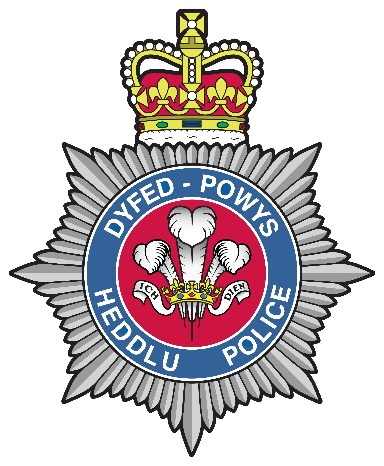 DYFED - POWYS
HEDDLU POLICE
ICH DIEN